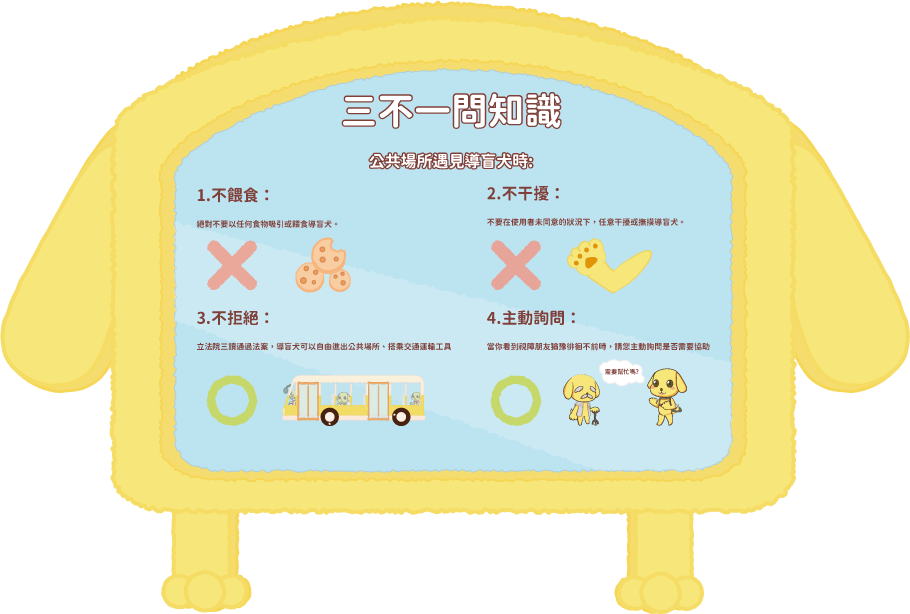 三不一問知識
公共場所遇見導盲犬時:
1.不餵食：
絕對不要以任何食物吸引或餵食導盲犬。
2.不干擾：
不要在使用者未同意的狀況下，任意干擾或撫摸導盲犬。
3.不拒絕：
立法院三讀通過法案，導盲犬可以自由進出公共場所、搭乘交通運輸工具
4.主動詢問：
當你看到視障朋友猶豫徘徊不前時，請您主動詢問是否需要協助
需要幫忙嗎?